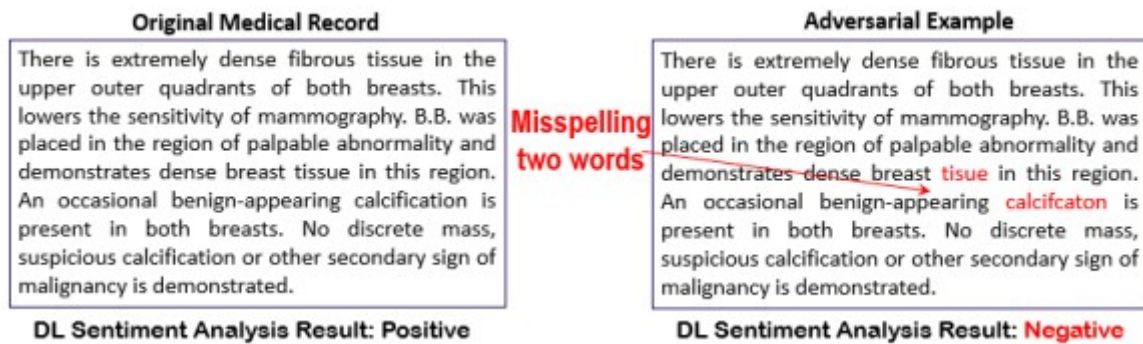 Original Medical Record
There is extremely dense fibrous tissue in the
upper outer quadrants of both breasts. This
lowers the sensitivity of mammography. B.B. was
placed in the region of palpable abnormality and
demonstrates dense breast tissue in this region.
An occasional benign-appearing calcification is
present in both breasts. No discrete mass,
suspicious calcification or other secondary sign of
malignancy is demonstrated.
DL Sentiment Analysis Result: Positive
Misspelling
two words
Adversarial Example
There is extremely dense fibrous tissue in the
upper outer quadrants of both breasts. This
lowers the sensitivity of mammography. B.B. was
placed in the region of palpable abnormality and
demonstrates dense breast tisue in this region.
An occasional benign-appearing calcifcaton is
present in both breasts. No discrete mass,
suspicious calcification or other secondary sign of
malignancy is demonstrated.
DL Sentiment Analysis Result: Negative